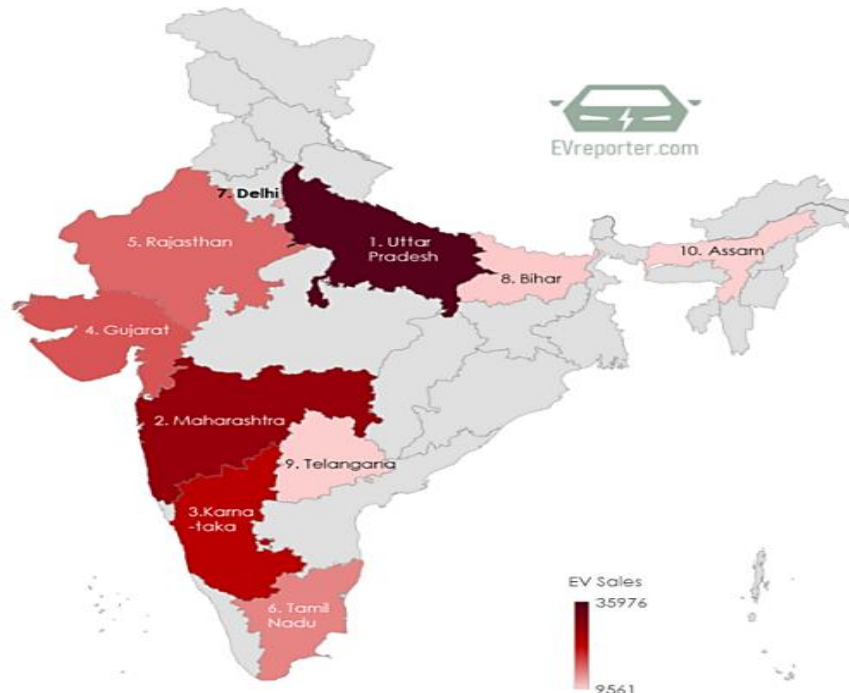 EVreporter.com
7. Delhi
5. Rajasthan
1. Uttar
Pradesh
10. Assam
8. Bihar
4. Gujarat
2. Maharashtra
9. Telangana
3.Karna
-taka
6. Tamil
Nadu
EV Sales
35976
9561